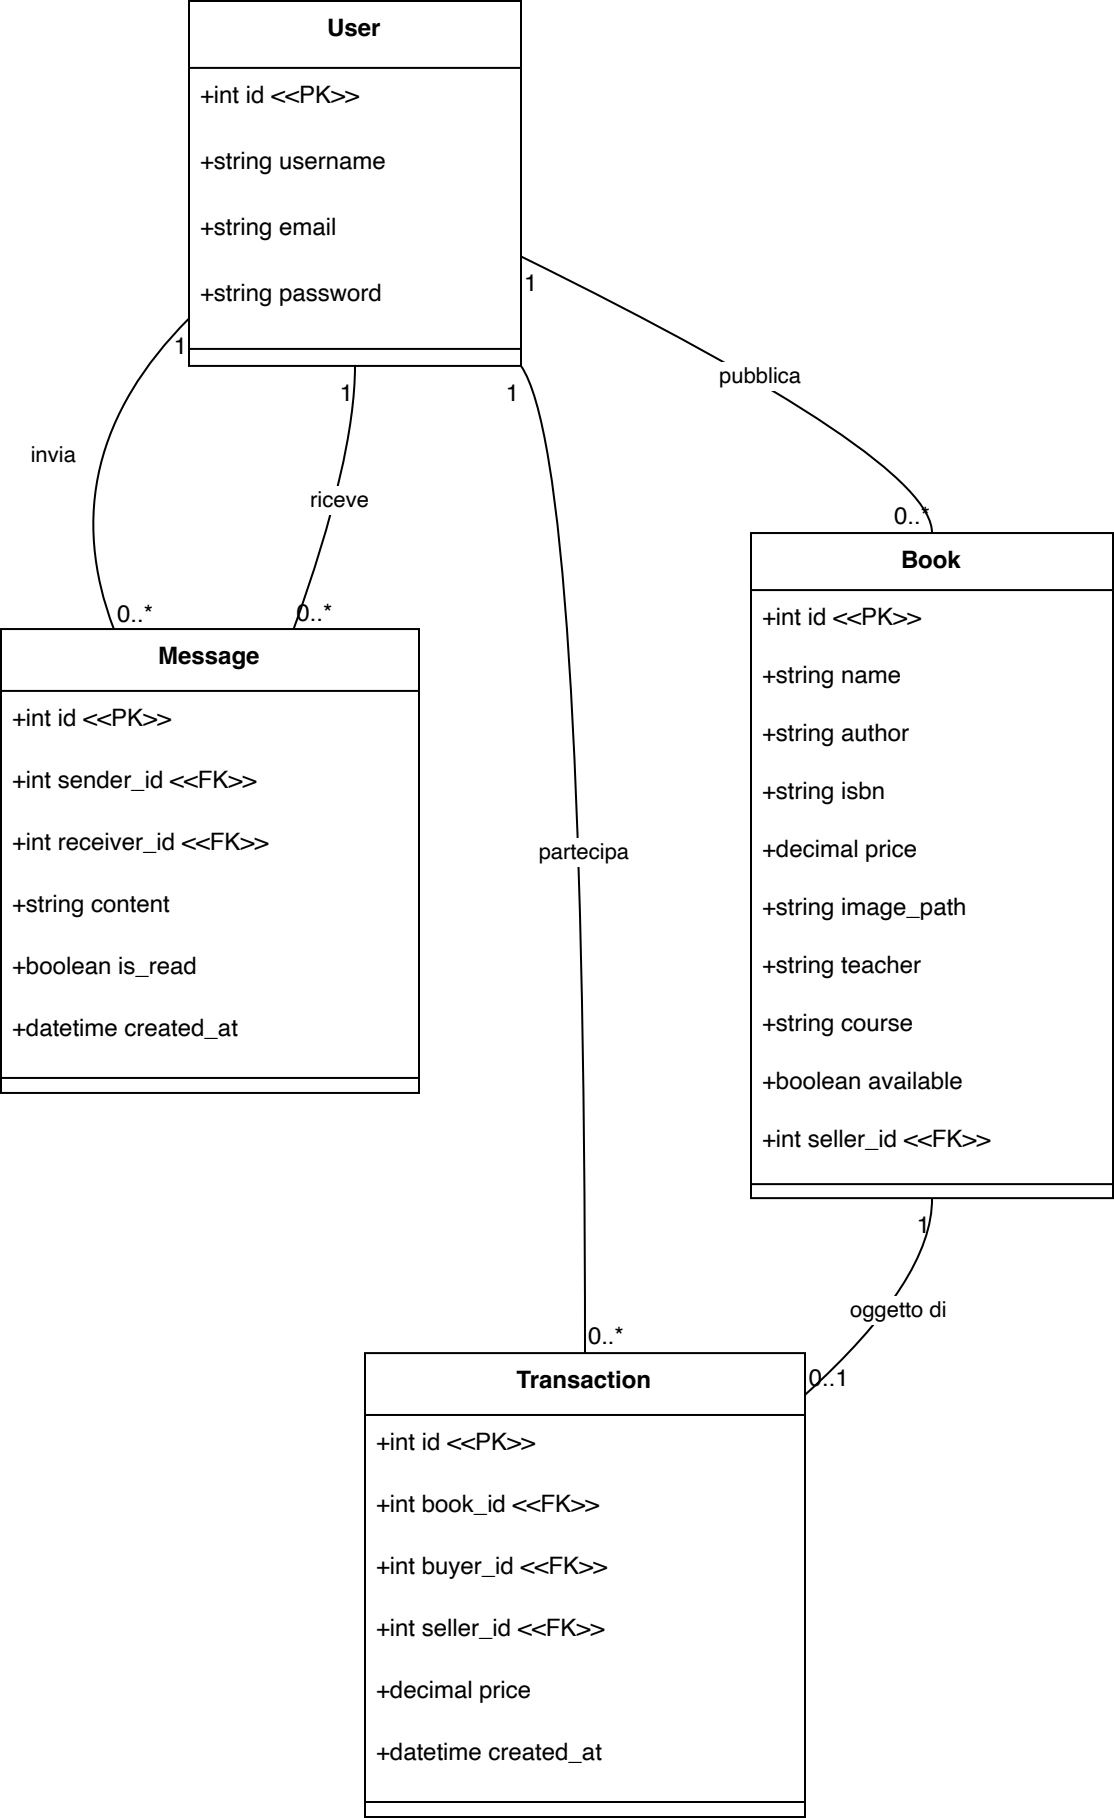 User
+int id <<PK>>
+string username
+string email
+string password
1
1
1
1
pubblica
invia
riceve
0..*
Book
+int id <<PK>>
+string name
+string author
+string isbn
+decimal price
+string image_path
+string teacher
+string course
+boolean available
+int seller_id <<FK>>
0..*
0..*
Message
+int id <<PK>>
+int sender_id <<FK>>
+int receiver_id <<FK>>
+string content
+boolean is_read
+datetime created_at
partecipa
1
oggetto di
0..*
0..1
Transaction
+int id <<PK>>
+int book_id <<FK>>
+int buyer_id <<FK>>
+int seller_id <<FK>>
+decimal price
+datetime created_at